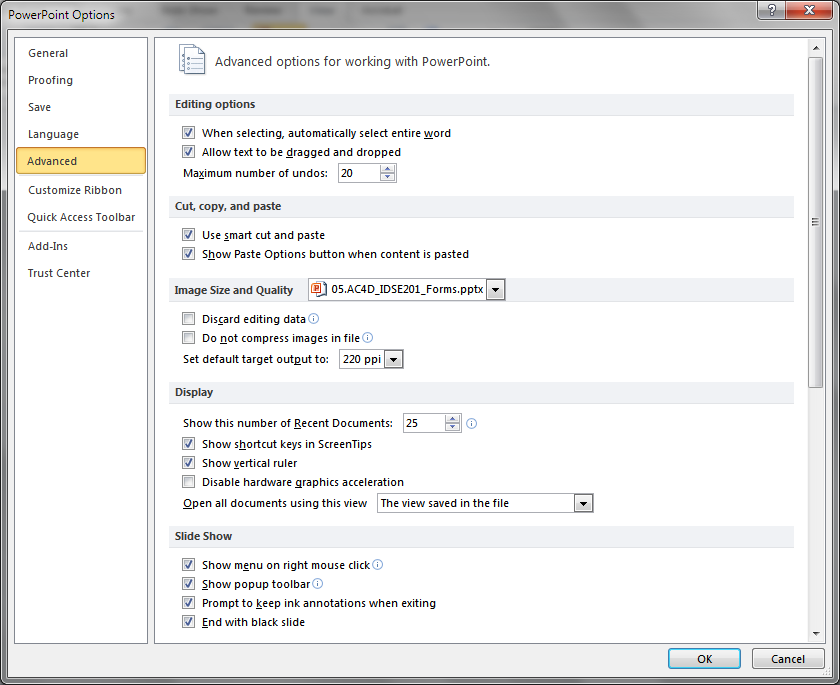 PowerPoint Options
General
Proofing
Save
Language
Advanced
Customize Ribbon
Quick Access Toolbar
Add-Ins
Trust Center
Advanced options for working with PowerPoint.
Editing options
When selecting, automatically select entire word
Allow text to be dragged and dropped
Maximum number of undos: 20
Cut, copy, and paste
Use smart cut and paste
Show Paste Options button when content is pasted
Image Size and Quality 05.AC4D_IDSE201_Forms.pptx
Discard editing data
Do not compress images in file
Set default target output to: 220 ppi
Display
Show this number of Recent Documents: 25
Show shortcut keys in ScreenTips
Show vertical ruler
Disable hardware graphics acceleration
Open all documents using this view The view saved in the file
Slide Show
Show menu on right mouse click
Show popup toolbar
Prompt to keep ink annotations when exiting
End with black slide
OK Cancel